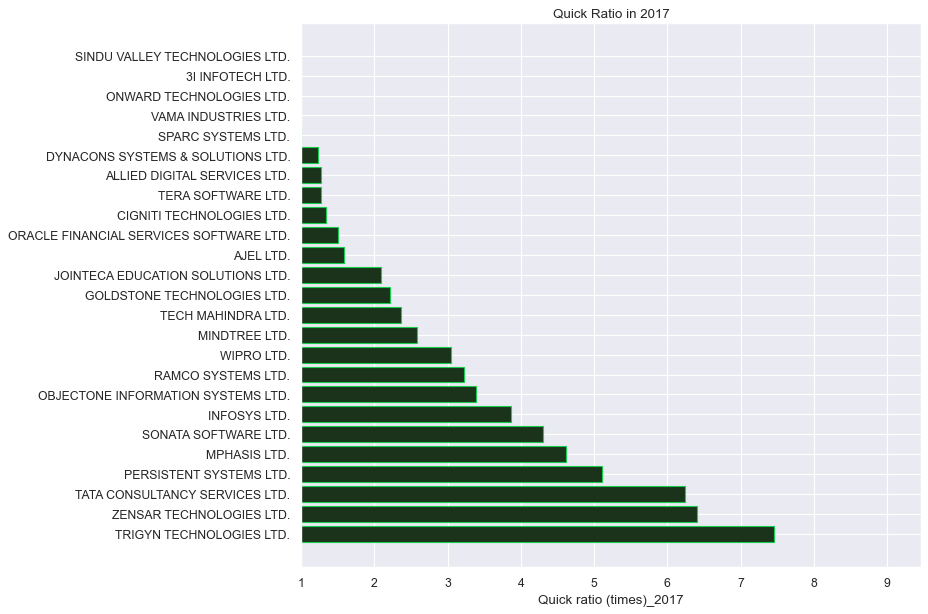 Quick Ratio in 2017
SINDU VALLEY TECHNOLOGIES LTD.
3I INFOTECH LTD.
ONWARD TECHNOLOGIES LTD.
VAMA INDUSTRIES LTD.
SPARC SYSTEMS LTD.
DYNACONS SYSTEMS & SOLUTIONS LTD.
ALLIED DIGITAL SERVICES LTD.
TERA SOFTWARE LTD.
CIGNITI TECHNOLOGIES LTD.
ORACLE FINANCIAL SERVICES SOFTWARE LTD.
AJEL LTD.
JOINTECA EDUCATION SOLUTIONS LTD.
GOLDSTONE TECHNOLOGIES LTD.
TECH MAHINDRA LTD.
MINDTREE LTD.
WIPRO LTD.
RAMCO SYSTEMS LTD.
OBJECTONE INFORMATION SYSTEMS LTD.
INFOSYS LTD.
SONATA SOFTWARE LTD.
MPHASIS LTD.
PERSISTENT SYSTEMS LTD.
TATA CONSULTANCY SERVICES LTD.
ZENSAR TECHNOLOGIES LTD.
TRIGYN TECHNOLOGIES LTD.
1 2 3 4 5 6 7 8 9
Quick ratio (times)_2017